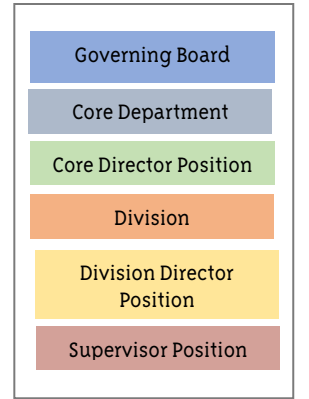 Governing Board
Core Department
Core Director Position
Division
Division Director
Position
Supervisor Position